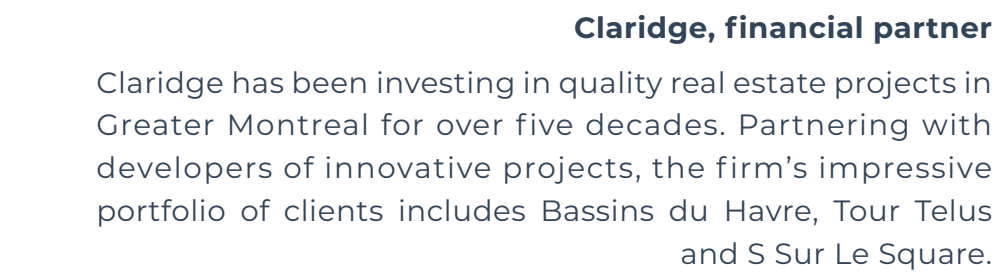 Claridge, financial partner
Claridge has been investing in quality real estate projects in
Greater Montreal for over five decades. Partnering with
developers of innovative projects, the firm’s impressive
portfolio of clients includes Bassins du Havre, Tour Telus
and S Sur Le Square.